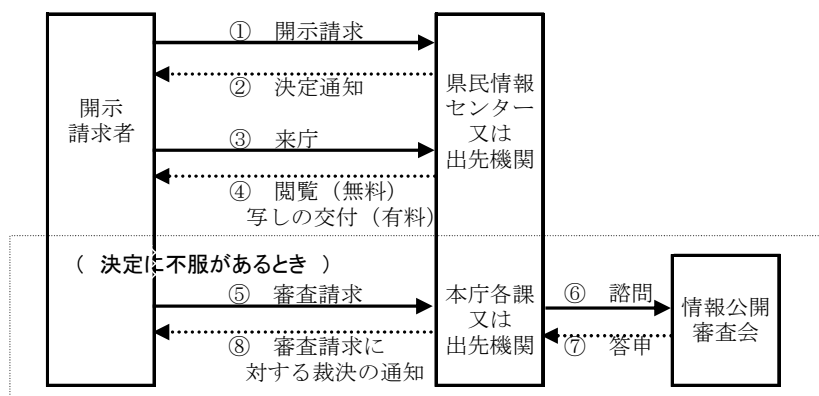 ① 開示請求
② 決定通知
開示
請求者
県民情報
センター
又は
出先機関
③ 来庁
④ 閲覧（無料）
写しの交付（有料）
（ 決定に不服があるとき ）
⑤ 審査請求
本庁各課
又は
出先機関
⑥ 諮問
情報公開
審査会
⑦ 答申
⑧ 審査請求に
対する裁決の通知